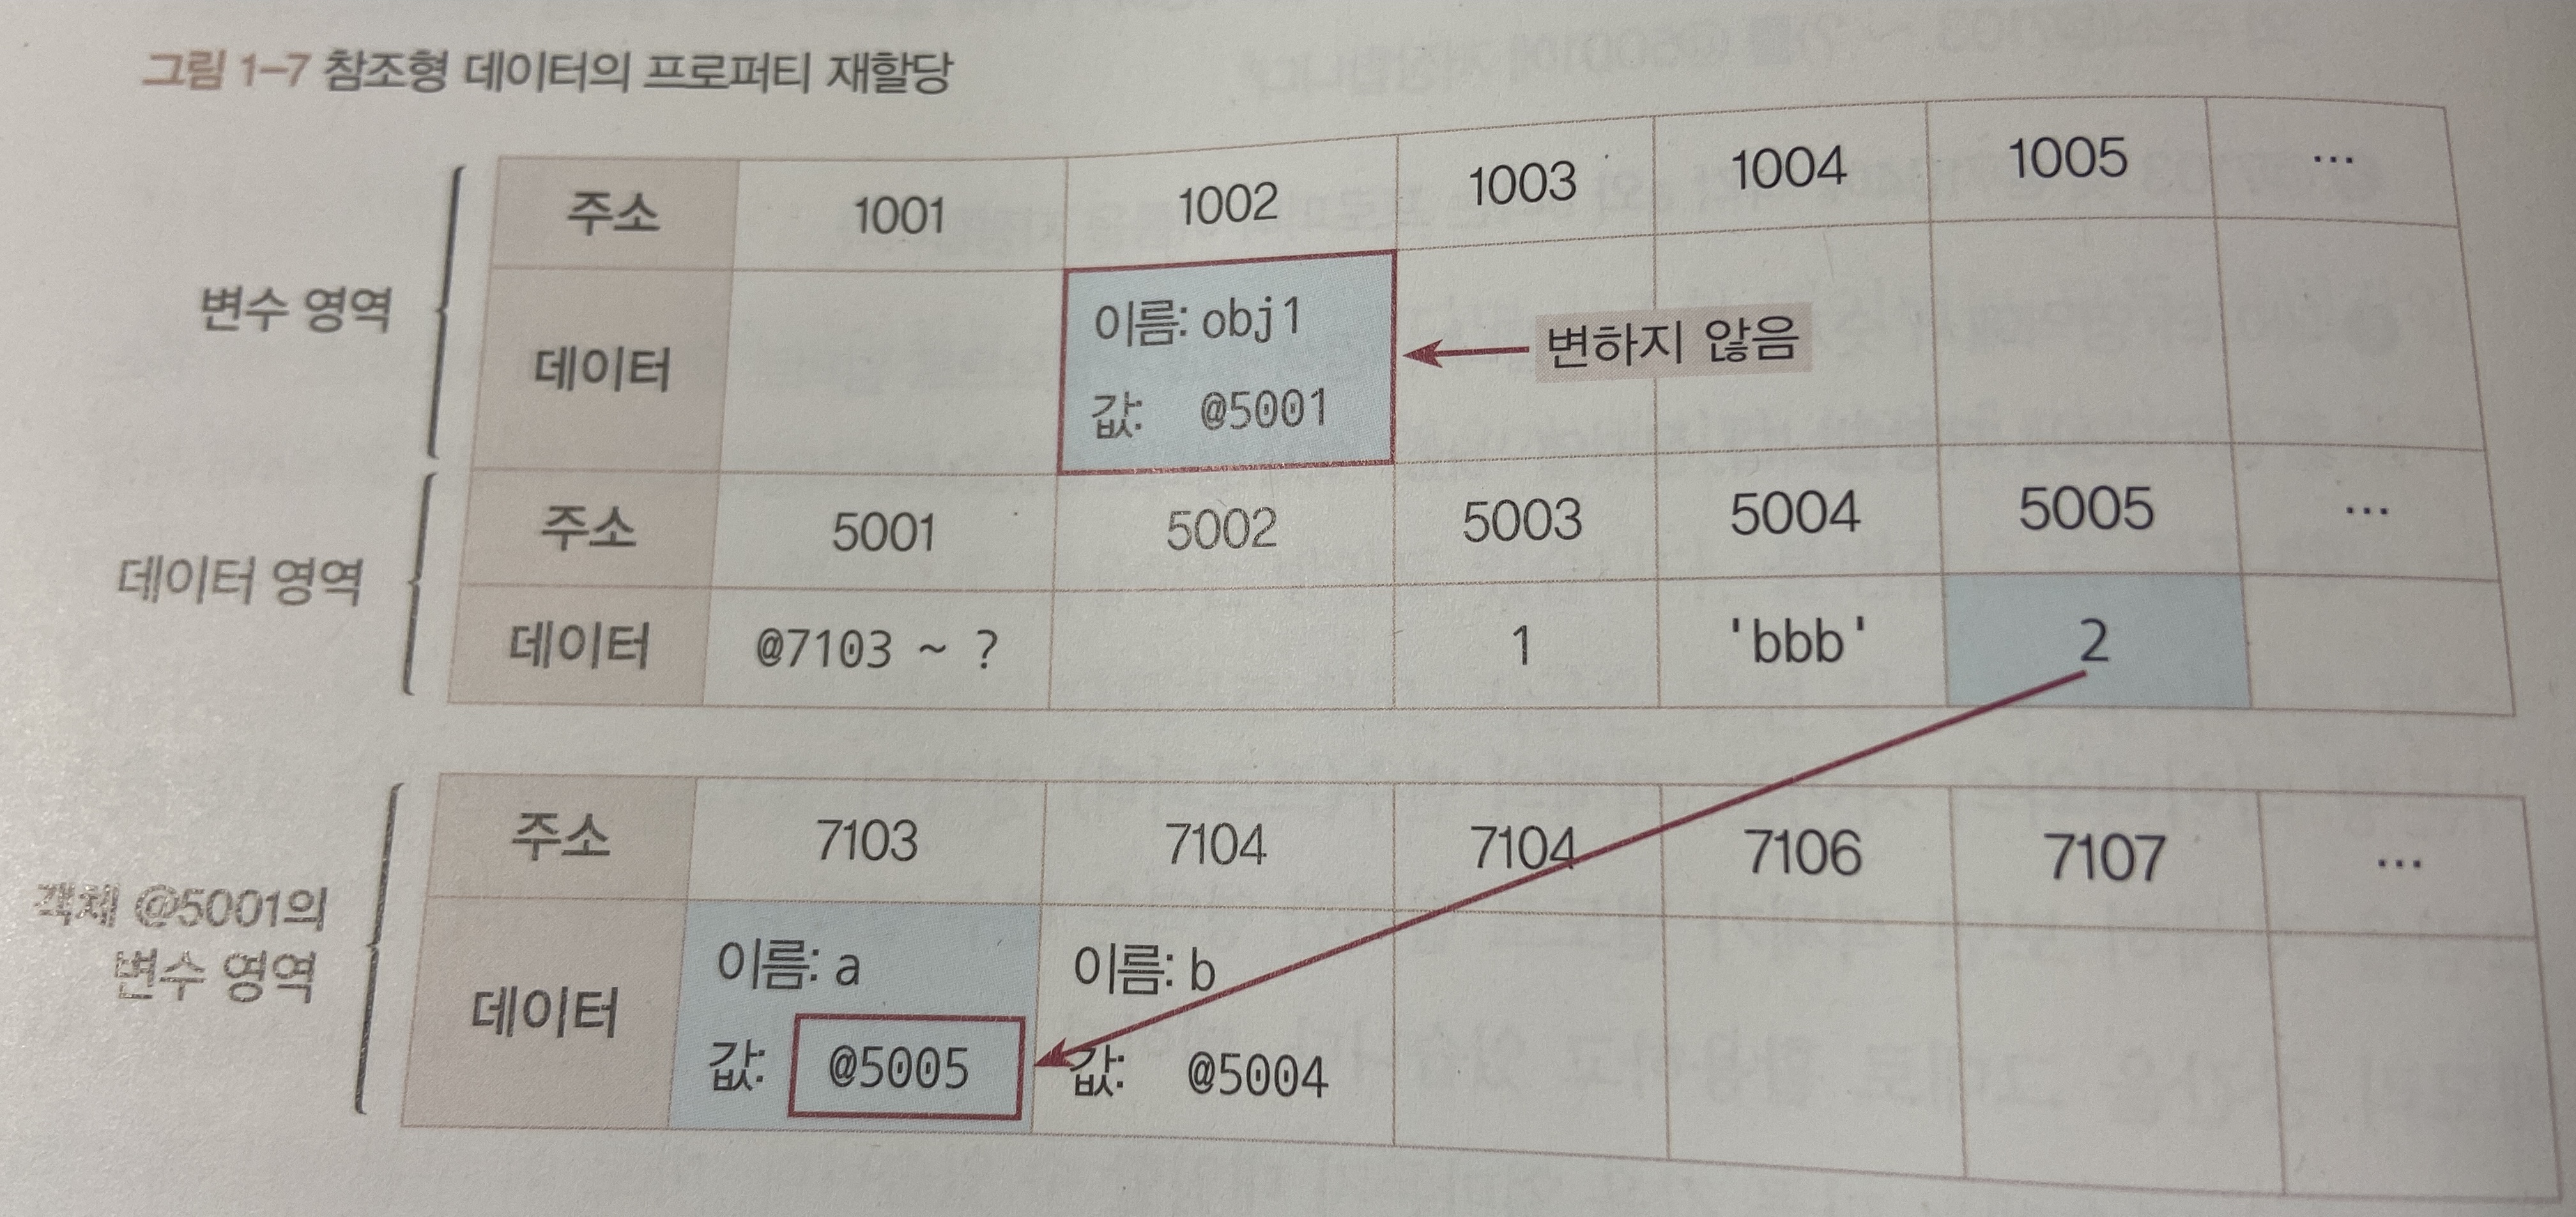 그림 1-7 참조형 데이터의 프로퍼티 재할당
변수 영역
주소 1001 1002 1003 1004 1005 ...
데이터
이름: obj1
값: @5001
변하지 않음
데이터 영역
주소 5001 5002 5003 5004 5005 ...
데이터 @7103 ~ ? 1 'bbb' 2
객체 @5001의
변수 영역
주소 7103 7104 7104 7106 7107 ...
데이터
이름: a 이름: b
값: @5005 값: @5004